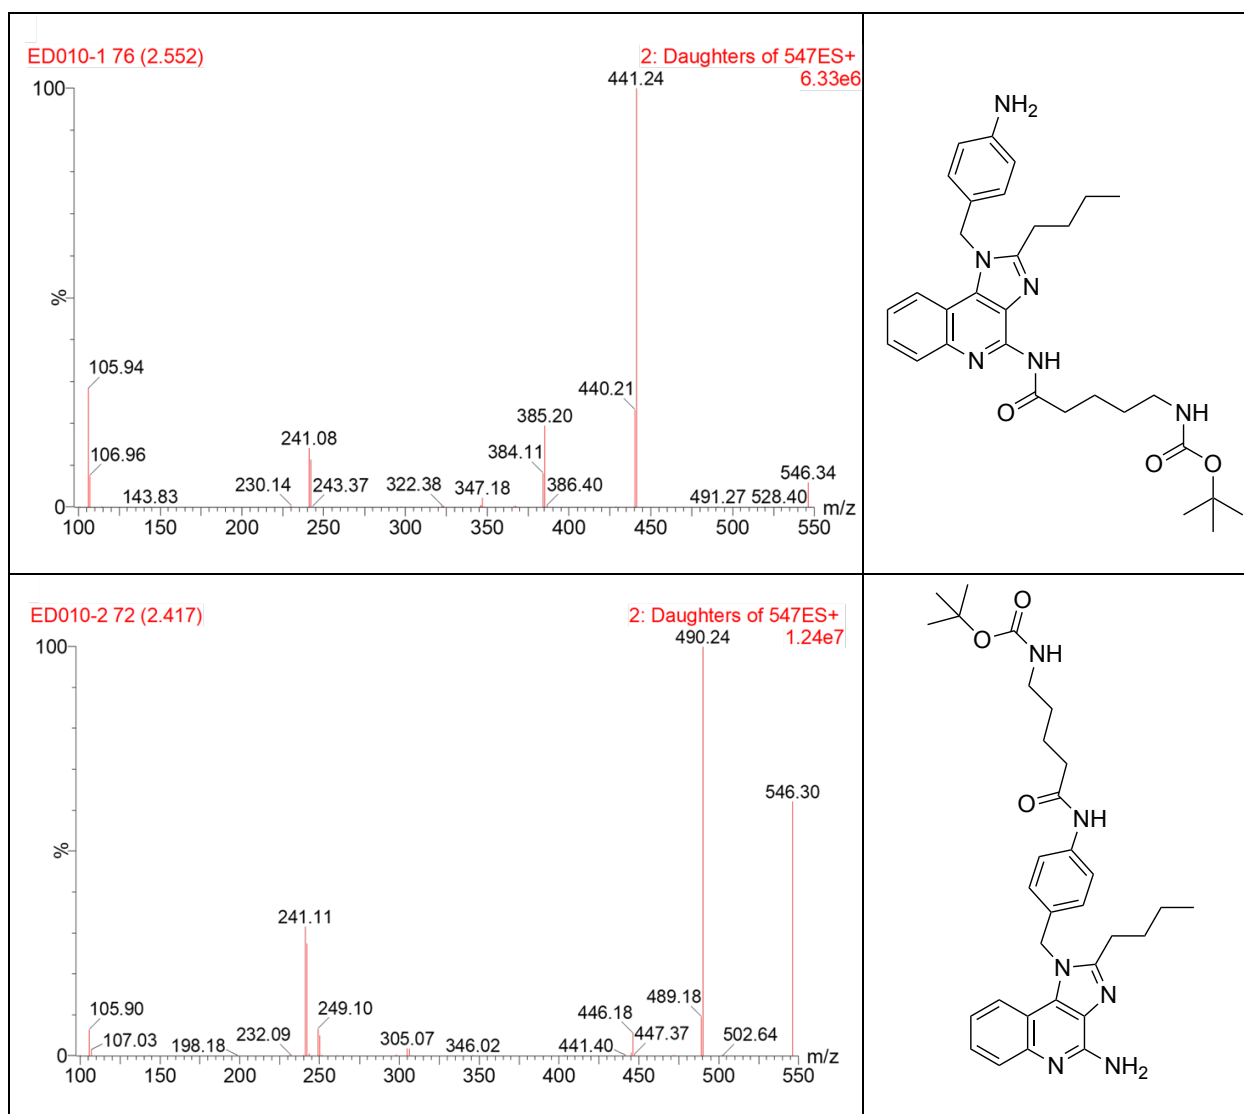 ED010-1 76 (2.552)
2: Daughters of 547ES+
6.33e6
441.24
100
%
0
105.94
106.96
143.83
230.14
241.08
243.37
322.38
347.18
384.11
385.20
386.40
440.21
491.27
528.40
546.34
100 150 200 250 300 350 400 450 500 550 m/z
NH2
N
N
N
NH
O
NH
O
O
ED010-2 72 (2.417)
2: Daughters of 547ES+
1.24e7
490.24
100
%
0
105.90
107.03
198.18
232.09
241.11
249.10
305.07
346.02
441.40
446.18
447.37
489.18
502.64
546.30
100 150 200 250 300 350 400 450 500 550 m/z
O
O
NH
O
NH
N
N
N
NH2